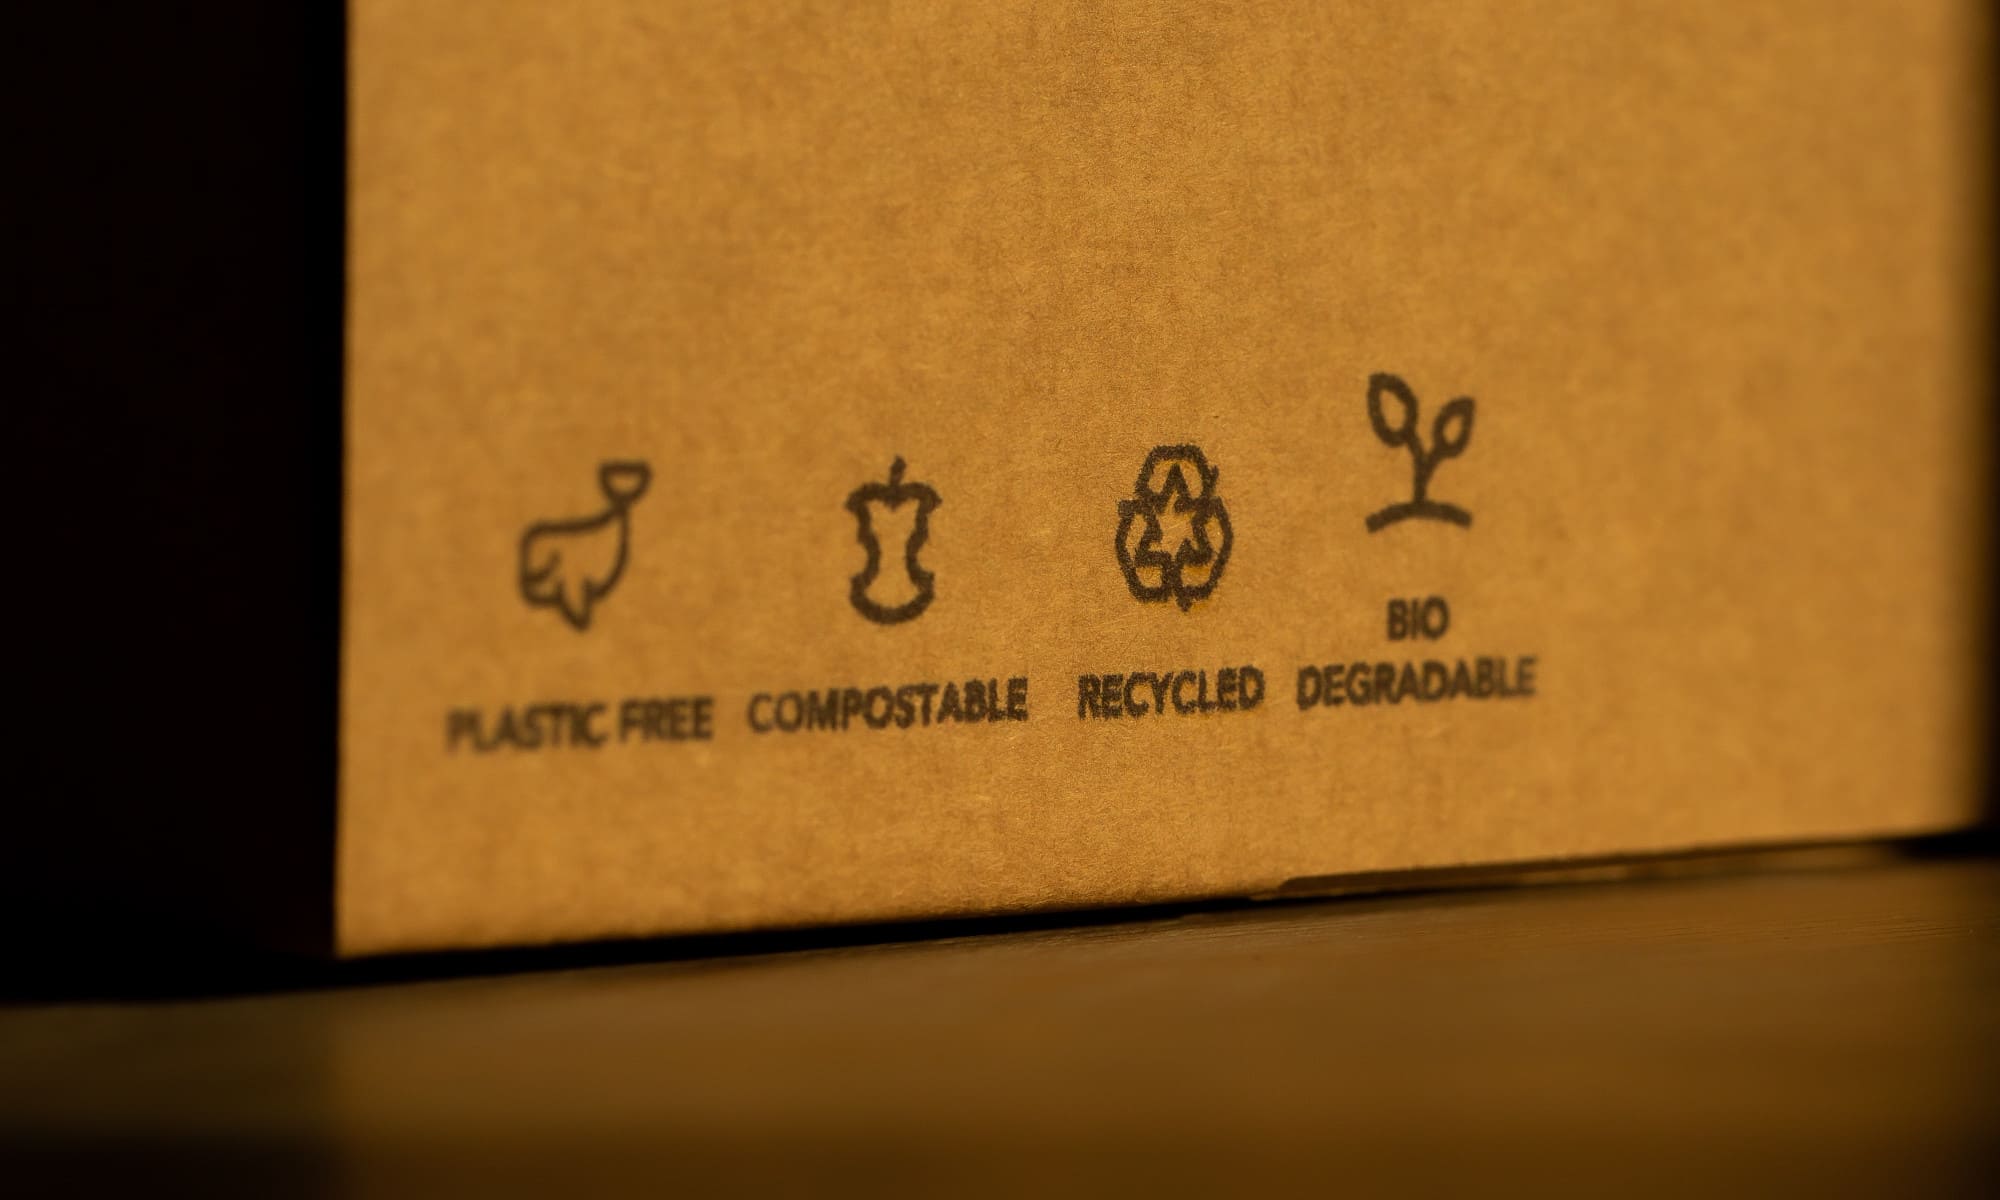 PLASTIC FREE
COMPOSTABLE
RECYCLED
BIO
DEGRADABLE